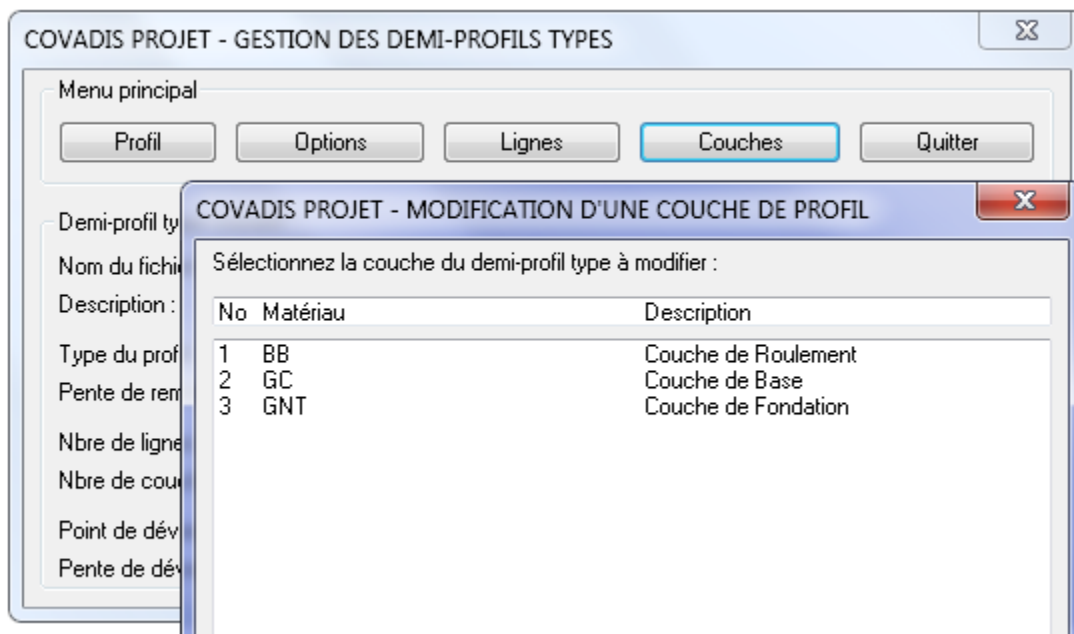 COVADIS PROJET - GESTION DES DEMI-PROFILS TYPES
Menu principal
Profil Options Lignes Couches Quitter
COVADIS PROJET - MODIFICATION D'UNE COUCHE DE PROFIL
Demi-profil ty
Sélectionnez la couche du demi-profil type à modifier :
Nom du fichi
Description :
No Matériau Description
Type du prof
1 BB Couche de Roulement
2 GC Couche de Base
Pente de rem
3 GNT Couche de Fondation
Nbre de ligne
Nbre de cou
Point de dév
Pente de dé